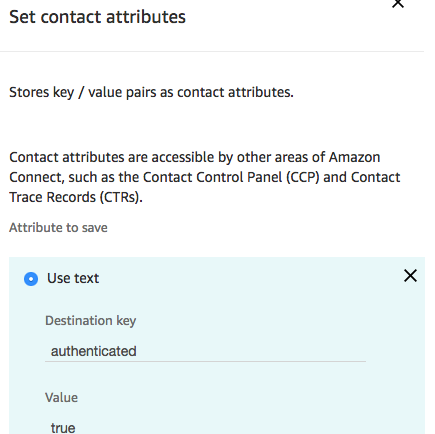 Set contact attributes
Stores key / value pairs as contact attributes.
Contact attributes are accessible by other areas of Amazon
Connect, such as the Contact Control Panel (CCP) and Contact
Trace Records (CTRs).
Attribute to save
Use text
Destination key
authenticated
Value
true